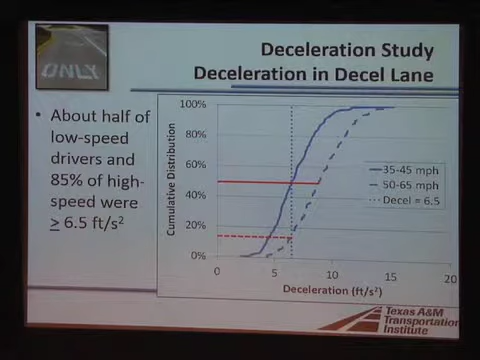 ONLY
Deceleration Study
Deceleration in Decel Lane
• About half of
low-speed
drivers and
85% of high-
speed were
≥ 6.5 ft/s²
Cumulative Distribution
100%
80%
60%
40%
20%
0%
0
5
10
15
20
Deceleration (ft/s²)
35-45 mph
50-65 mph
Decel = 6.5
Texas A&M
Transportation
Institute